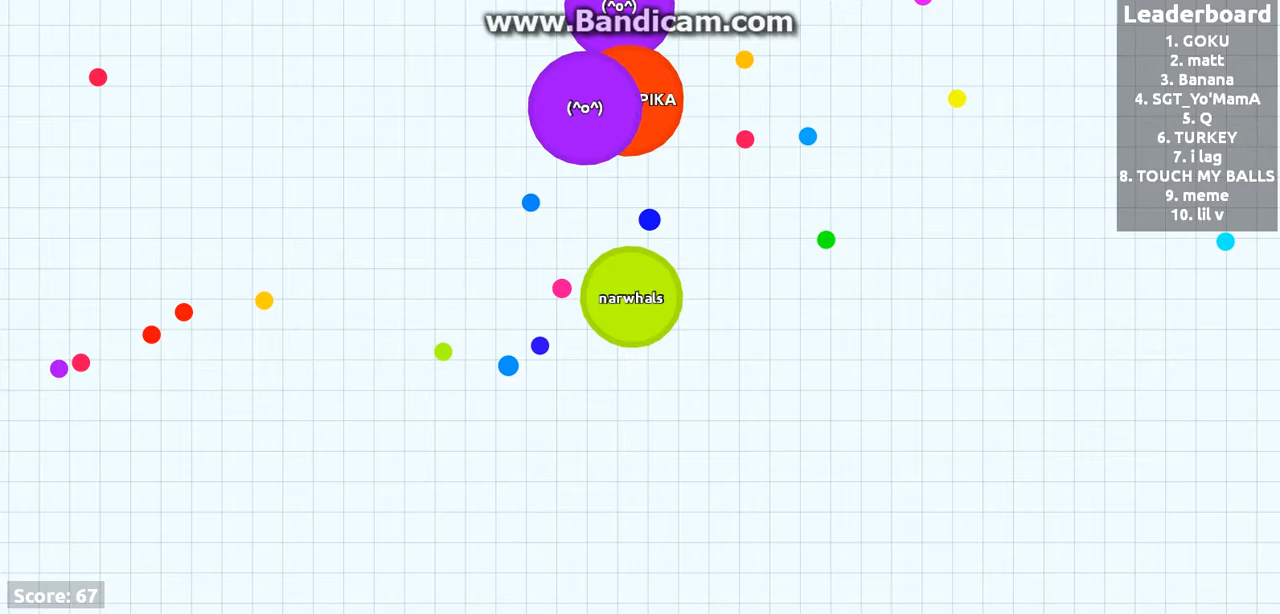 (^o^)
www.Bandicam.com
(^o^)
PIKA
narwhals
Leaderboard
1. GOKU
2. matt
3. Banana
4. SGT_Yo'MamA
5. Q
6. TURKEY
7. i lag
8. TOUCH MY BALLS
9. meme
10. lil v
Score: 67